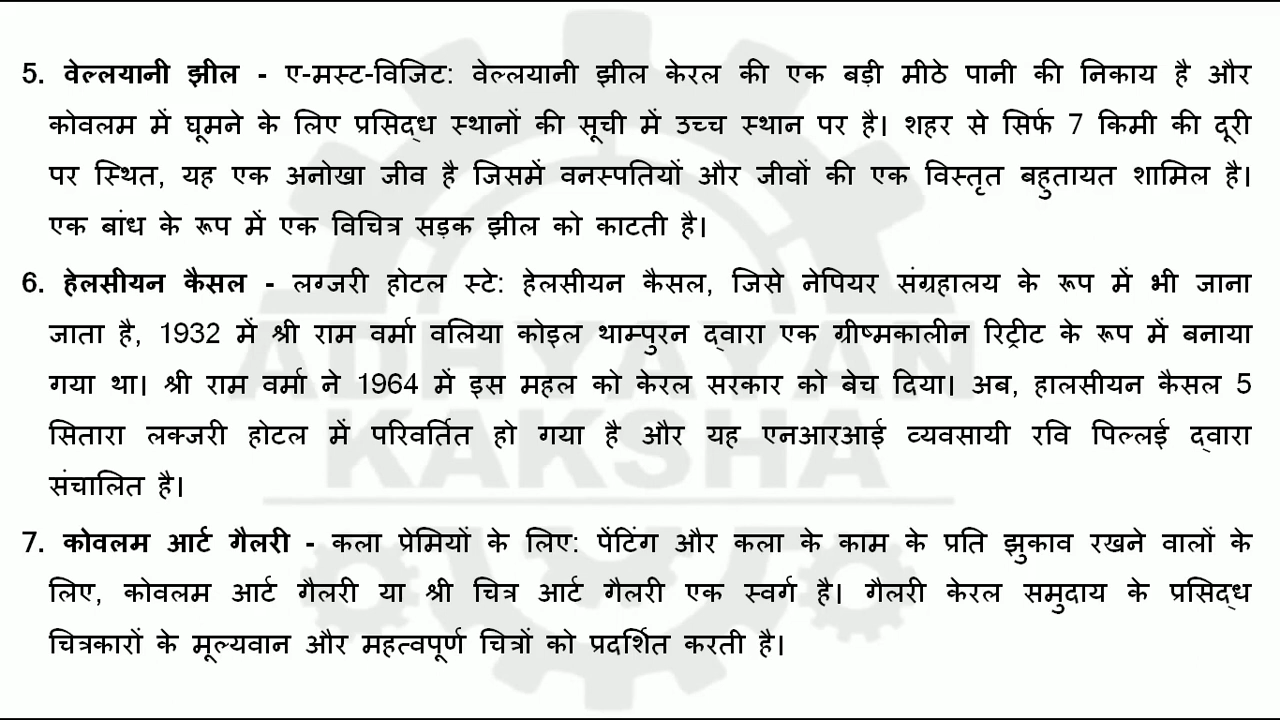 5. वेल्लयानी झील - ए-मस्ट-विजिट: वेल्लयानी झील केरल की एक बड़ी मीठे पानी की निकाय है और
कोवलम में घूमने के लिए प्रसिद्ध स्थानों की सूची में उच्च स्थान पर है। शहर से सिर्फ 7 किमी की दूरी
पर स्थित, यह एक अनोखा जीव है जिसमें वनस्पतियों और जीवों की एक विस्तृत बहुतायत शामिल है।
एक बांध के रूप में एक विचित्र सड़क झील को काटती है।
6. हेलसीयन कैसल - लग्जरी होटल स्टे: हेलसीयन कैसल, जिसे नेपियर संग्रहालय के रूप में भी जाना
जाता है, 1932 में श्री राम वर्मा वलिया कोइल थाम्पुरन द्वारा एक ग्रीष्मकालीन रिट्रीट के रूप में बनाया
गया था। श्री राम वर्मा ने 1964 में इस महल को केरल सरकार को बेच दिया। अब, हालसीयन कैसल 5
सितारा लक्जरी होटल में परिवर्तित हो गया है और यह एनआरआई व्यवसायी रवि पिल्लई द्वारा
संचालित है।
7. कोवलम आर्ट गैलरी - कला प्रेमियों के लिए: पेंटिंग और कला के काम के प्रति झुकाव रखने वालों के
लिए, कोवलम आर्ट गैलरी या श्री चित्र आर्ट गैलरी एक स्वर्ग है। गैलरी केरल समुदाय के प्रसिद्ध
चित्रकारों के मूल्यवान और महत्वपूर्ण चित्रों को प्रदर्शित करती है।
ADHYAYAN
KAKSHA